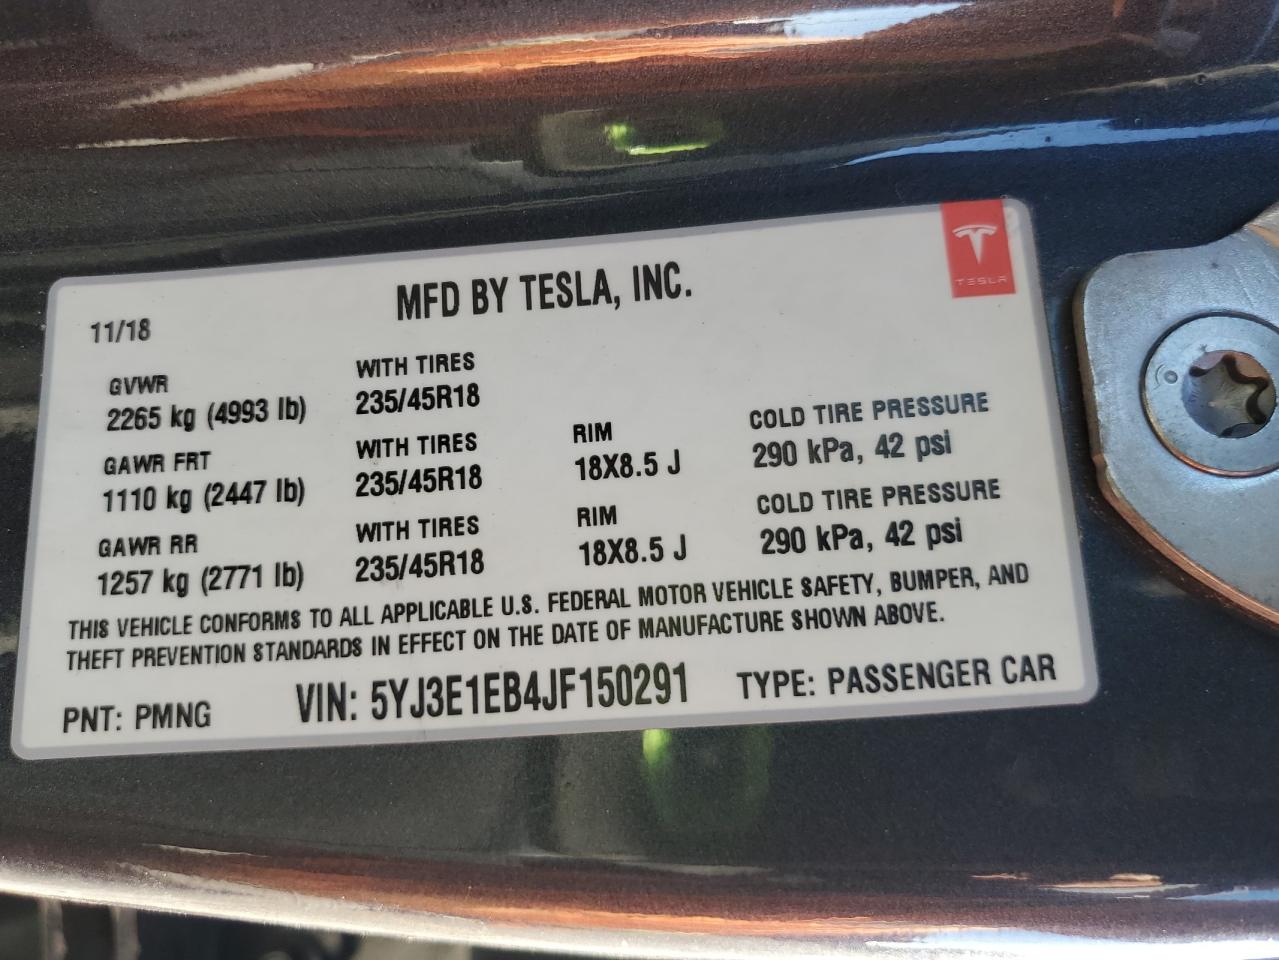 MFD BY TESLA, INC.
TESLA
11/18
GVWR WITH TIRES
2265 kg (4993 lb) 235/45R18
GAWR FRT WITH TIRES RIM COLD TIRE PRESSURE
1110 kg (2447 lb) 235/45R18 18X8.5 J 290 kPa, 42 psi
GAWR RR WITH TIRES RIM COLD TIRE PRESSURE
1257 kg (2771 lb) 235/45R18 18X8.5 J 290 kPa, 42 psi
THIS VEHICLE CONFORMS TO ALL APPLICABLE U.S. FEDERAL MOTOR VEHICLE SAFETY, BUMPER, AND
THEFT PREVENTION STANDARDS IN EFFECT ON THE DATE OF MANUFACTURE SHOWN ABOVE.
PNT: PMNG VIN: 5YJ3E1EB4JF150291 TYPE: PASSENGER CAR